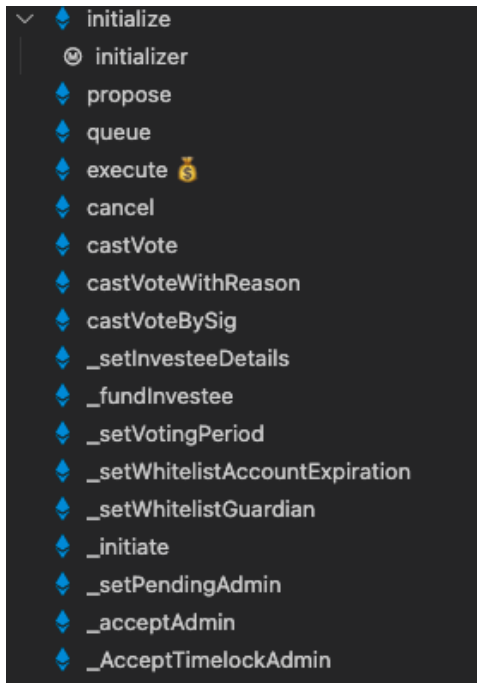 initialize
initializer
propose
queue
execute 💰
cancel
castVote
castVoteWithReason
castVoteBySig
_setInvesteeDetails
_fundInvestee
_setVotingPeriod
_setWhitelistAccountExpiration
_setWhitelistGuardian
_initiate
_setPendingAdmin
_acceptAdmin
_AcceptTimelockAdmin